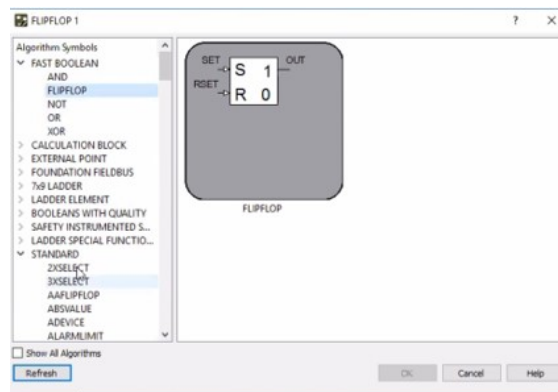 FLIPFLOP 1
? X
Algorithm Symbols
FAST BOOLEAN
AND
FLIPFLOP
NOT
OR
XOR
CALCULATION BLOCK
EXTERNAL POINT
FOUNDATION FIELDBUS
7x9 LADDER
LADDER ELEMENT
BOOLEANS WITH QUALITY
SAFETY INSTRUMENTED S...
LADDER SPECIAL FUNCTIO...
STANDARD
2XSELECT
3XSELECT
AAFLIPFLOP
ABSVALUE
ADEVICE
ALARMLIMIT
SET
S 1
OUT
RSET
R 0
FLIPFLOP
Show All Algorithms
Refresh
OK
Cancel
Help